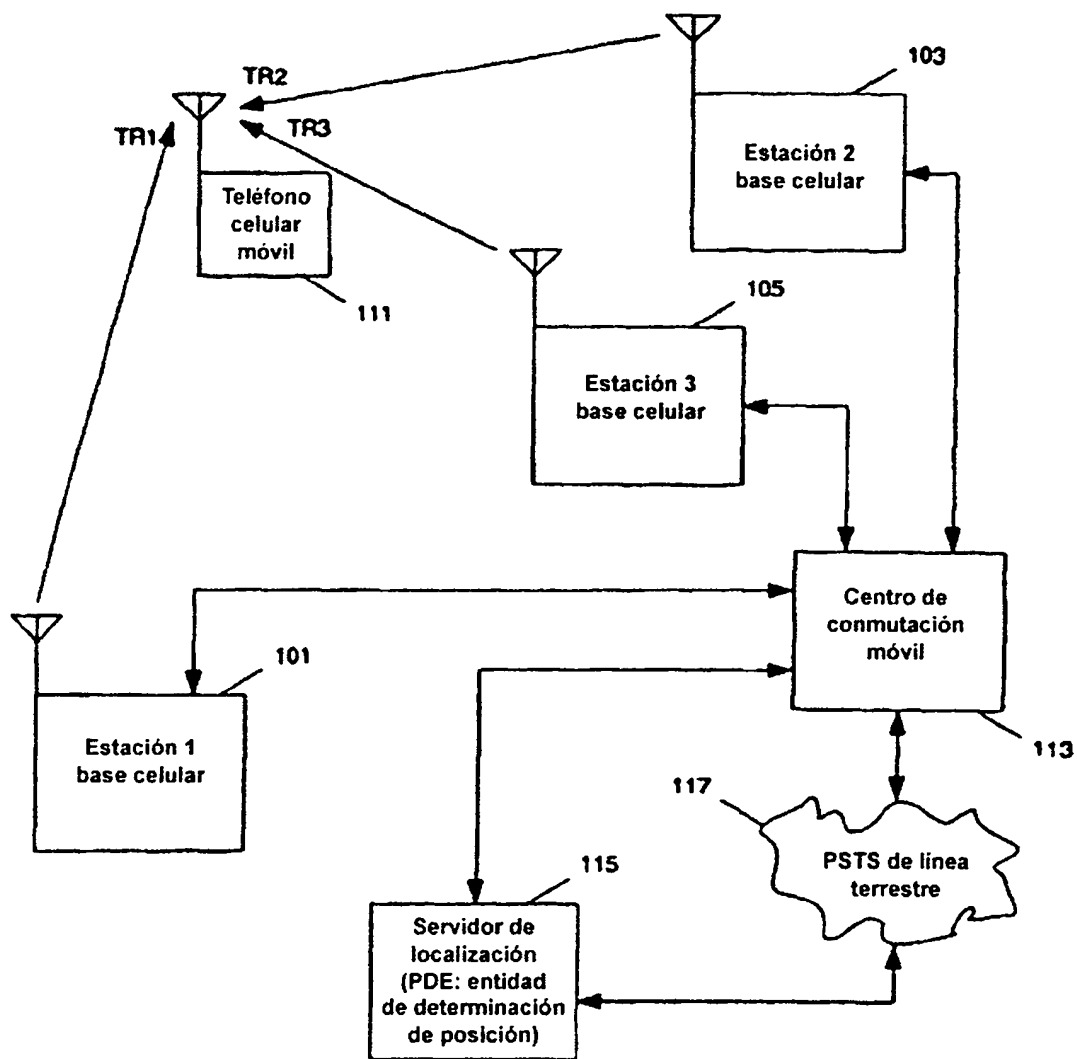 103
TR2
TR3
TR1
Estación 2
base celular
Teléfono
celular
móvil
111
105
Estación 3
base celular
Centro de
conmutación
móvil
101
113
Estación 1
base celular
117
PSTS de línea
terrestre
115
Servidor de
localización
(PDE: entidad
de determinación
de posición)